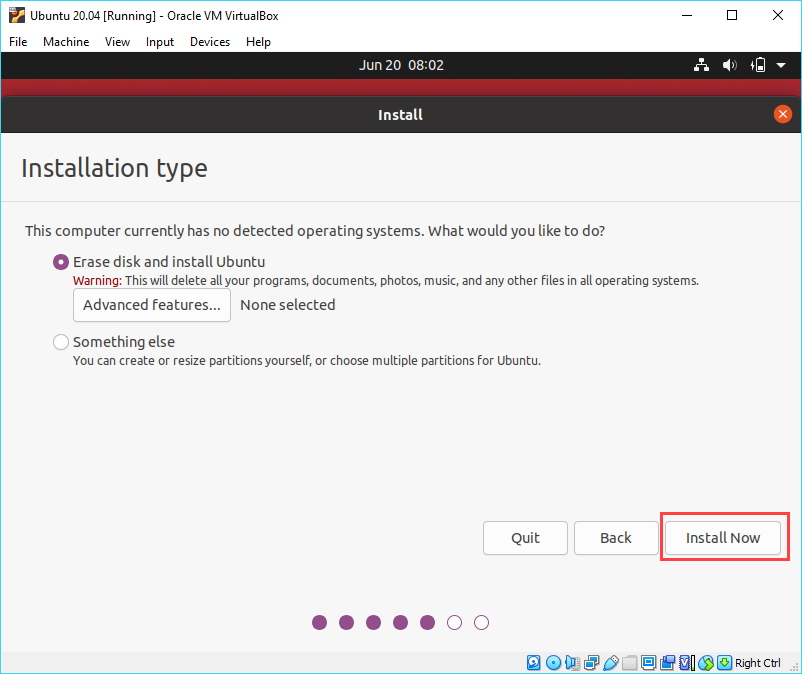 Ubuntu 20.04 [Running] - Oracle VM VirtualBox
File Machine View Input Devices Help
Jun 20 08:02
Install
Installation type
This computer currently has no detected operating systems. What would you like to do?
Erase disk and install Ubuntu
Warning: This will delete all your programs, documents, photos, music, and any other files in all operating systems.
Advanced features... None selected
Something else
You can create or resize partitions yourself, or choose multiple partitions for Ubuntu.
Quit Back Install Now
Right Ctrl